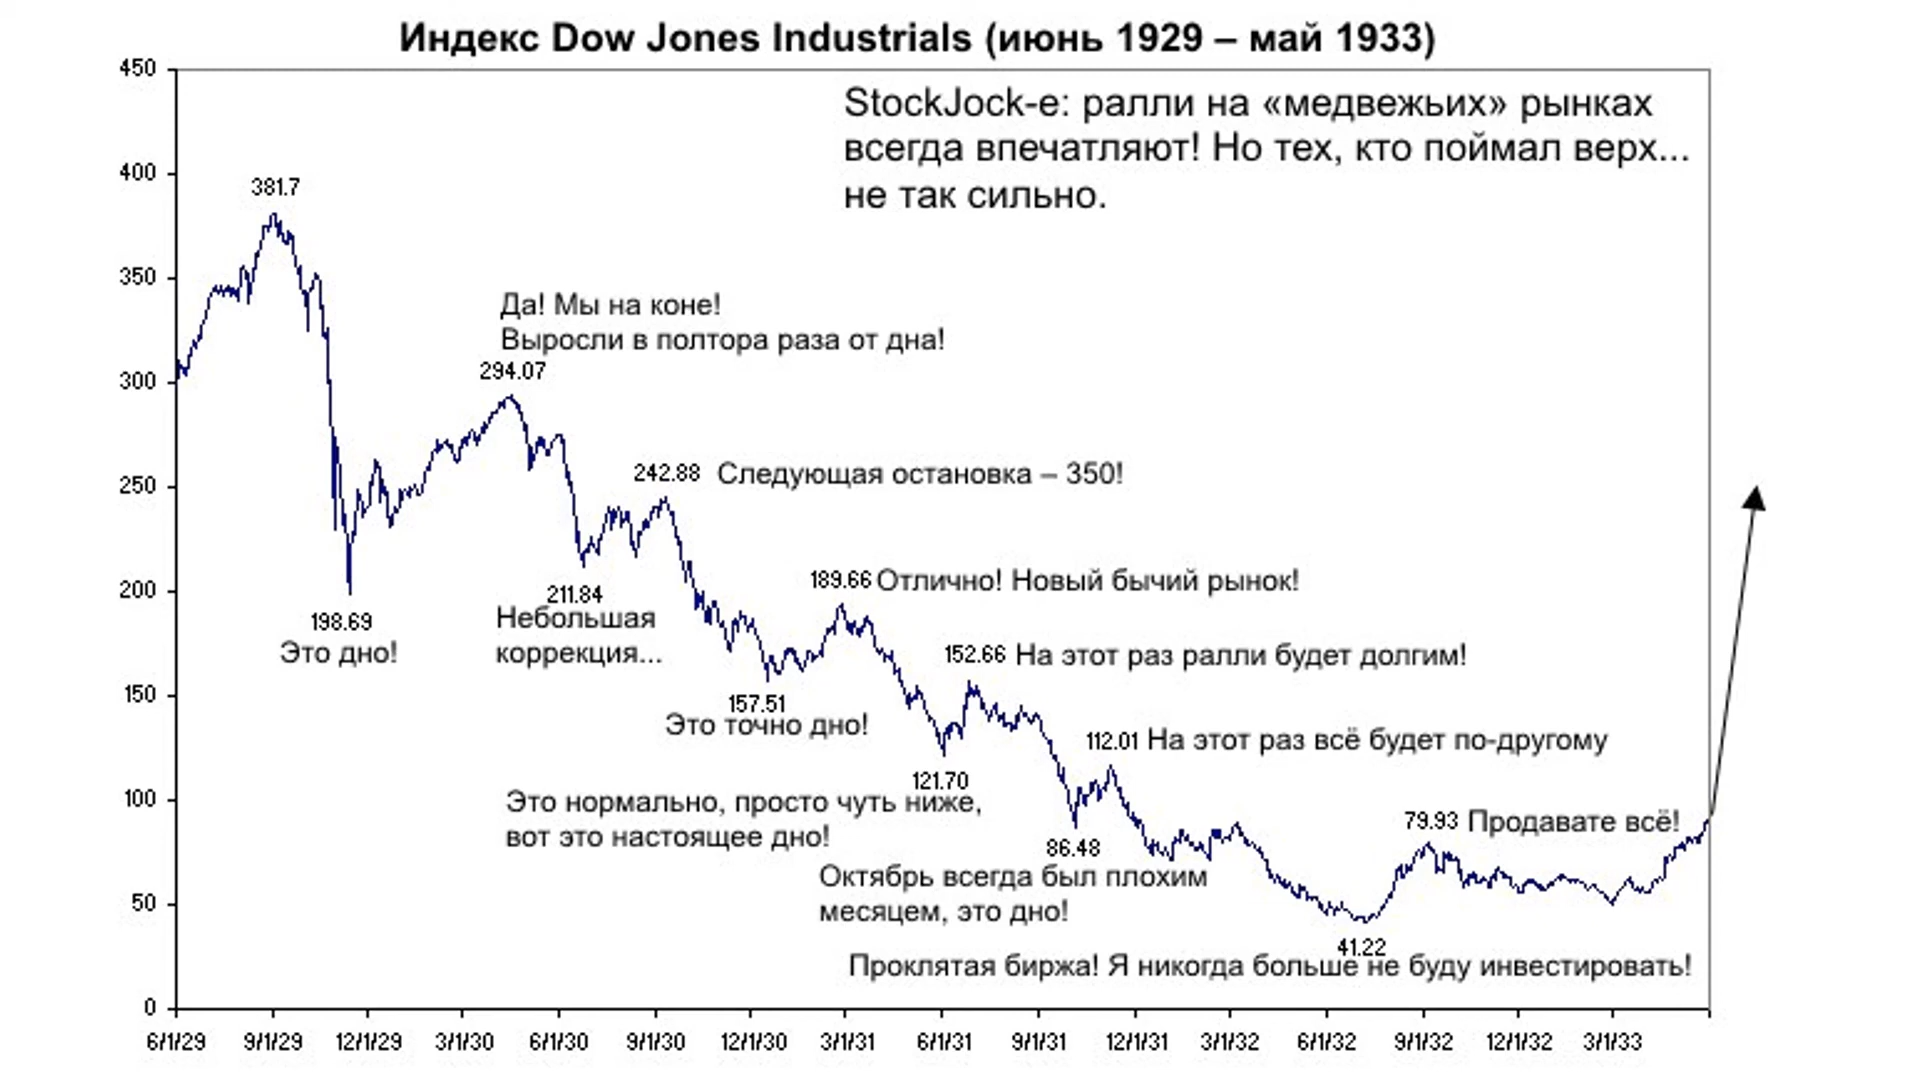 Индекс Dow Jones Industrials (июнь 1929 – май 1933)
StockJock-е: ралли на «медвежьих» рынках
всегда впечатляют! Но тех, кто поймал верх...
не так сильно.
450
400
350
300
250
200
150
100
50
0
381.7
Да! Мы на коне!
Выросли в полтора раза от дна!
294.07
242.88 Следующая остановка – 350!
198.69
Это дно!
211.84
Небольшая
коррекция...
189.66 Отлично! Новый бычий рынок!
157.51
Это точно дно!
152.66 На этот раз ралли будет долгим!
121.70
Это нормально, просто чуть ниже,
вот это настоящее дно!
112.01 На этот раз всё будет по-другому
86.48
Октябрь всегда был плохим
месяцем, это дно!
79.93 Продавате всё!
41.22
Проклятая биржа! Я никогда больше не буду инвестировать!
6/1/29 9/1/29 12/1/29 3/1/30 6/1/30 9/1/30 12/1/30 3/1/31 6/1/31 9/1/31 12/1/31 3/1/32 6/1/32 9/1/32 12/1/32 3/1/33